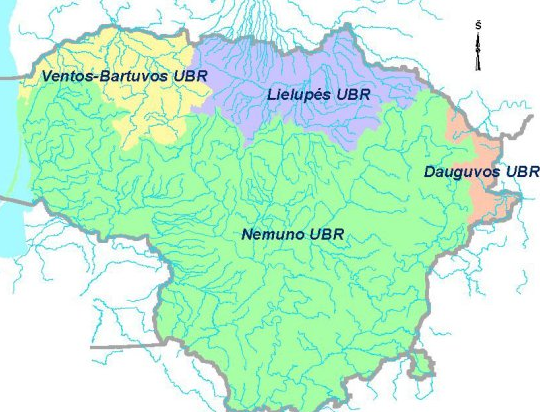 Š
Ventos-Bartuvos UBR
Lielupės UBR
Dauguvos UBR
Nemuno UBR